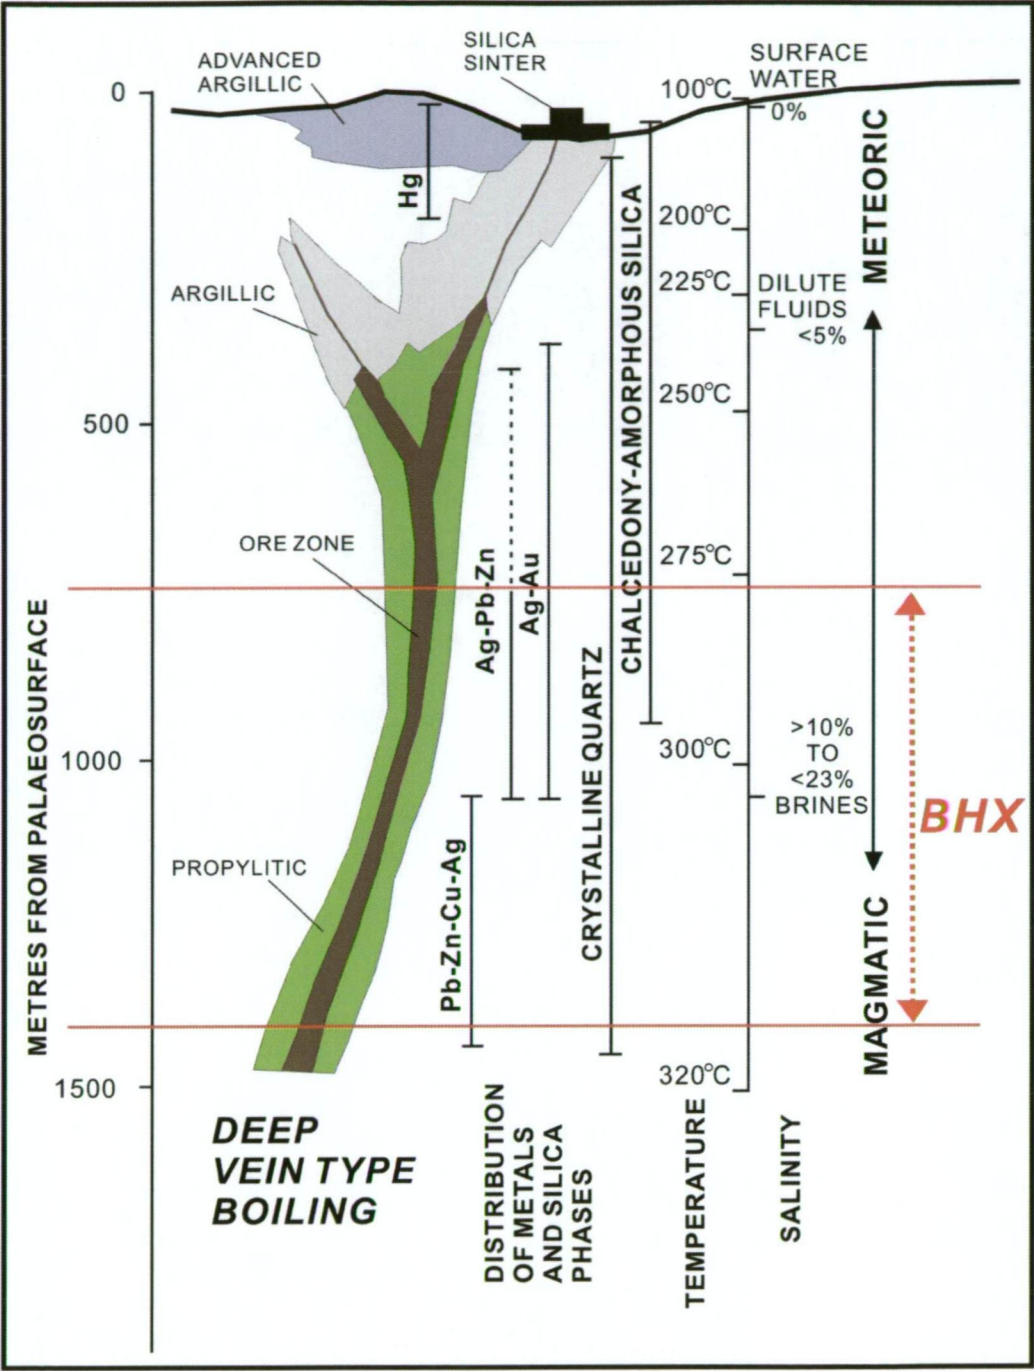 ADVANCED
ARGILLIC
SILICA
SINTER
SURFACE
WATER
0
100°C
0%
METEORIC
Hg
200°C
ARGILLIC
225°C
DILUTE
FLUIDS
<5%
CHALCEDONY-AMORPHOUS SILICA
250°C
500
ORE ZONE
275°C
Ag-Pb-Zn
Ag-Au
METRES FROM PALAEOSURFACE
CRYSTALLINE QUARTZ
1000
300°C
>10%
TO
<23%
BRINES
BHX
PROPYLITIC
Pb-Zn-Cu-Ag
MAGMATIC
1500
320°C
DEEP
VEIN TYPE
BOILING
DISTRIBUTION
OF METALS
AND SILICA
PHASES
TEMPERATURE
SALINITY